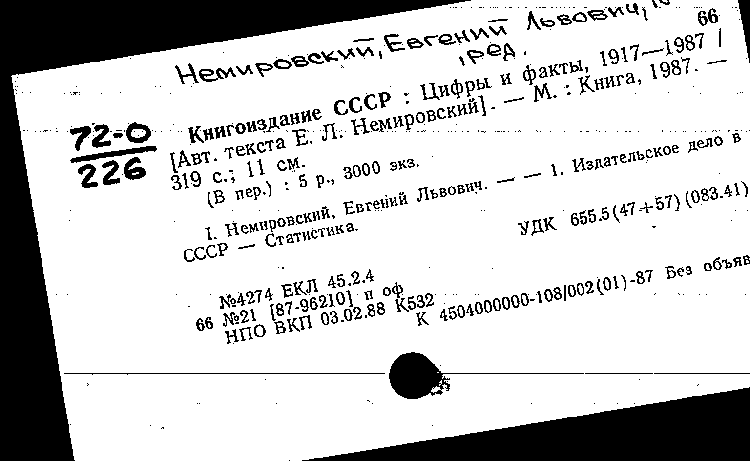 Немировский, Евгений Львович,
, ред.
66
72-0
226
Книгоиздание СССР : Цифры и факты, 1917—1987 /
[Авт. текста Е. Л. Немировский]. — М. : Книга, 1987. —
319 с.; 11 см.
(В пер.) : 5 р., 3000 экз.
I. Немировский, Евгений Львович. — — 1. Издательское дело в
СССР — Статистика.
УДК 655.5(47+57)(083.41)
№4274 ЕКЛ 45.2.4
66 №21 [87-96210] п оф
НПО ВКП 03.02.88 К532
К 4504000000-108/002(01)-87 Без объяв